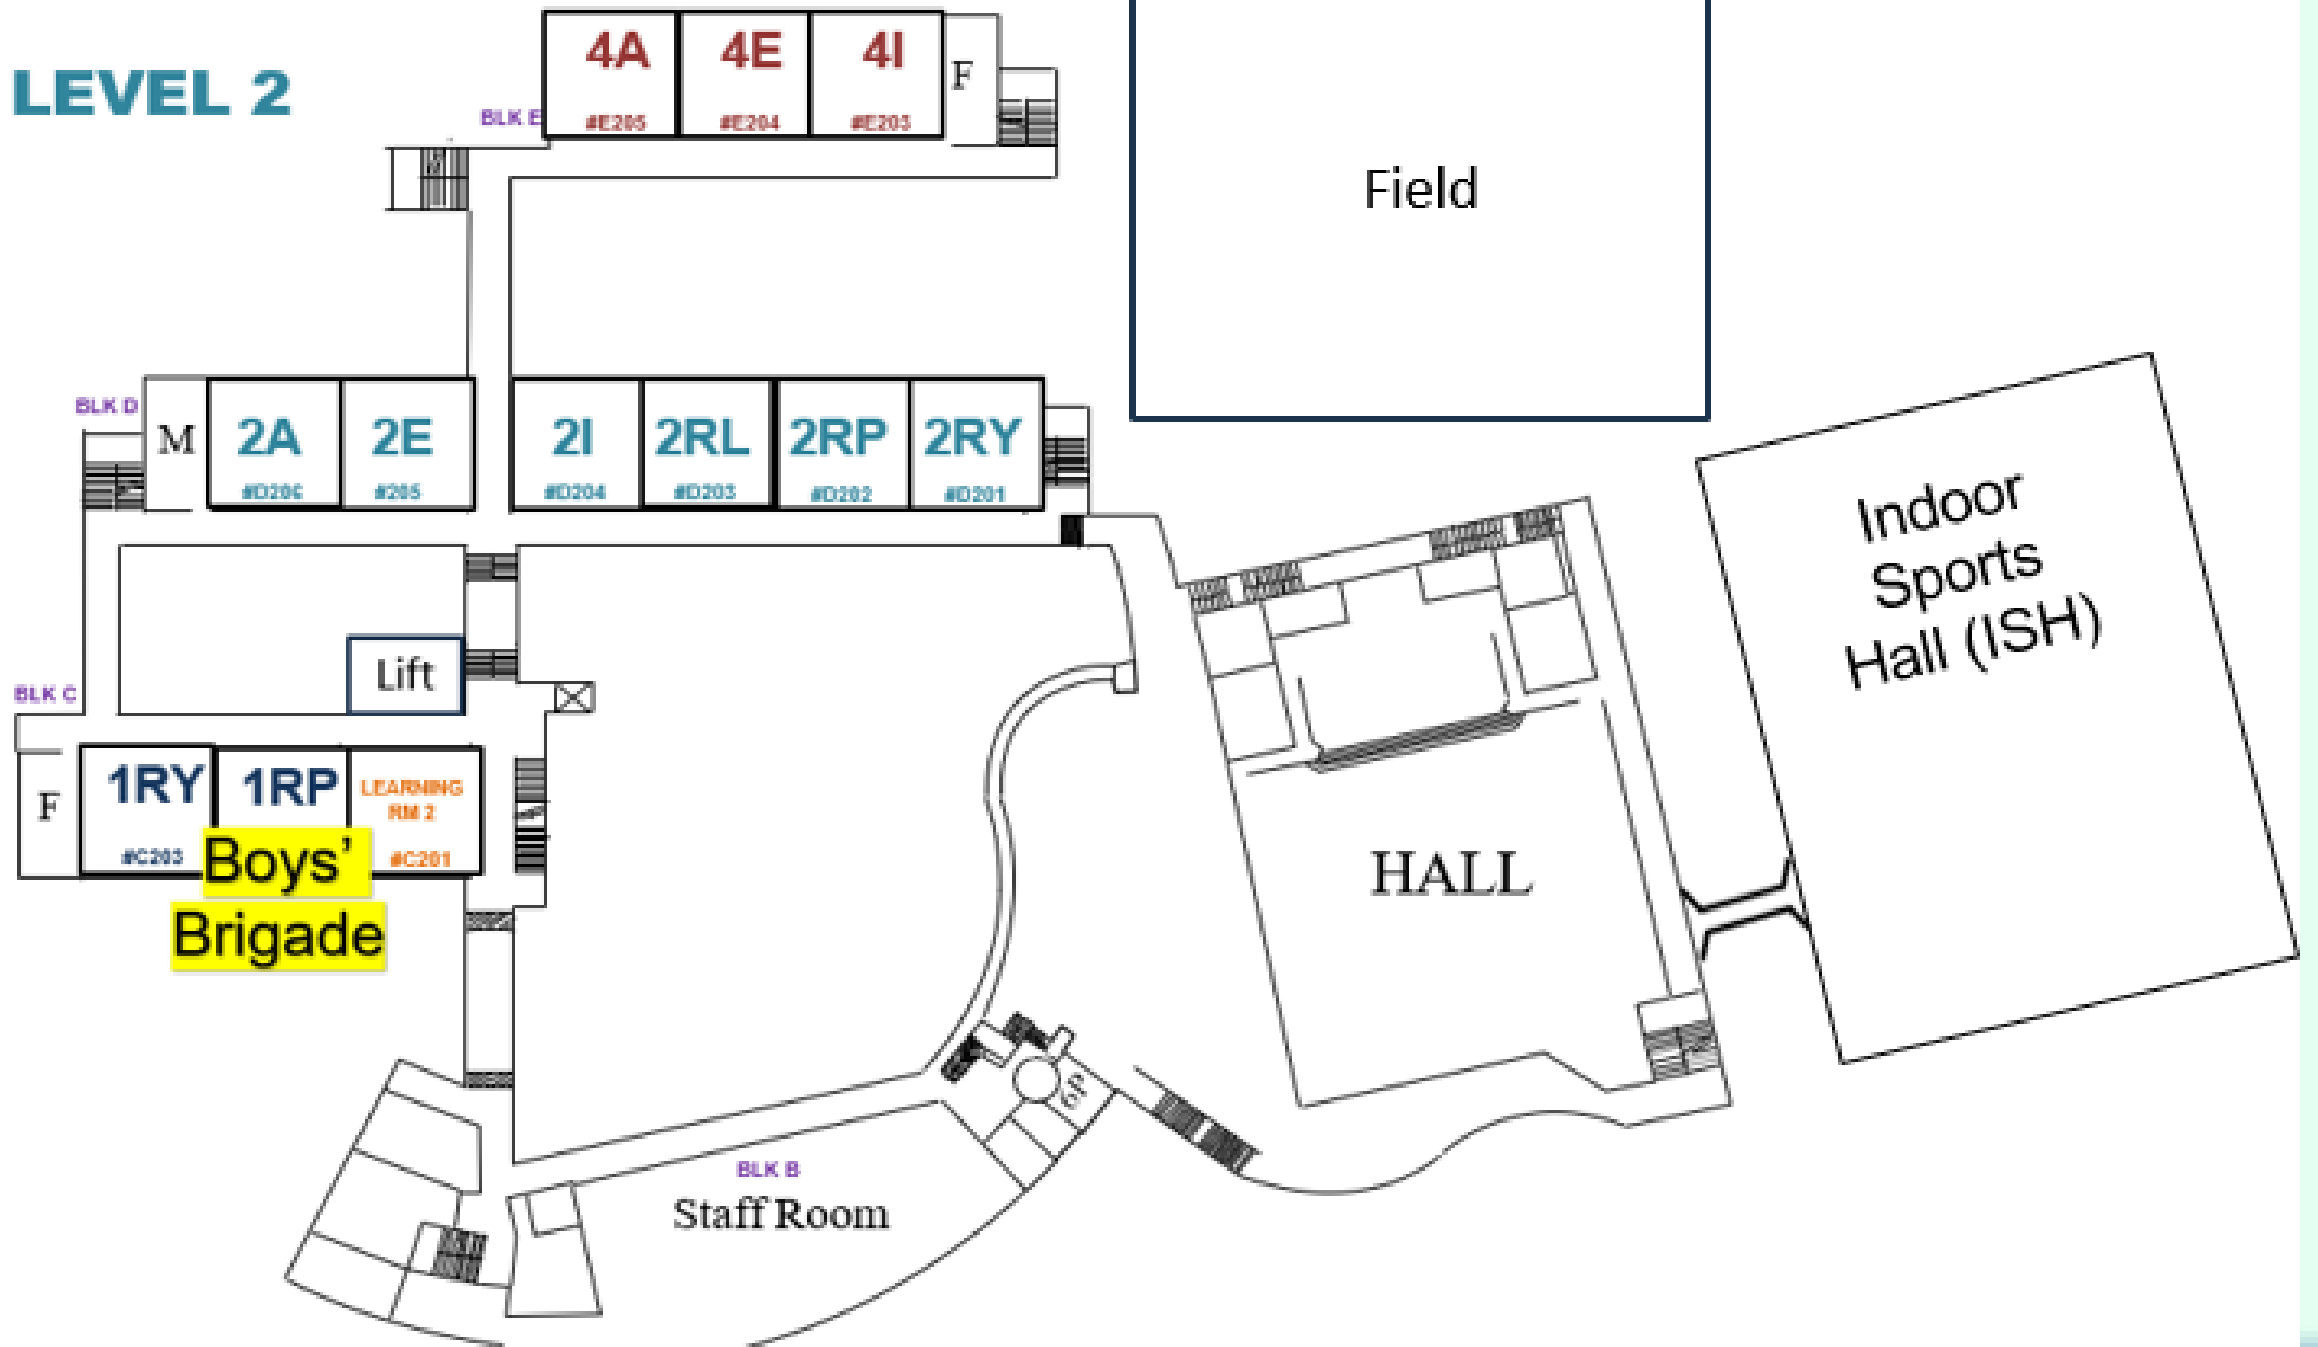 LEVEL 2
BLK E
4A
#E205
4E
#E204
4I
#E203
F
Field
BLK D
M
2A
#D206
2E
#205
2I
#D204
2RL
#D203
2RP
#D202
2RY
#D201
Indoor
Sports
Hall (ISH)
Lift
BLK C
F
1RY
#C203
1RP
LEARNING
RM 2
#C201
Boys'
Brigade
HALL
BLK B
Staff Room